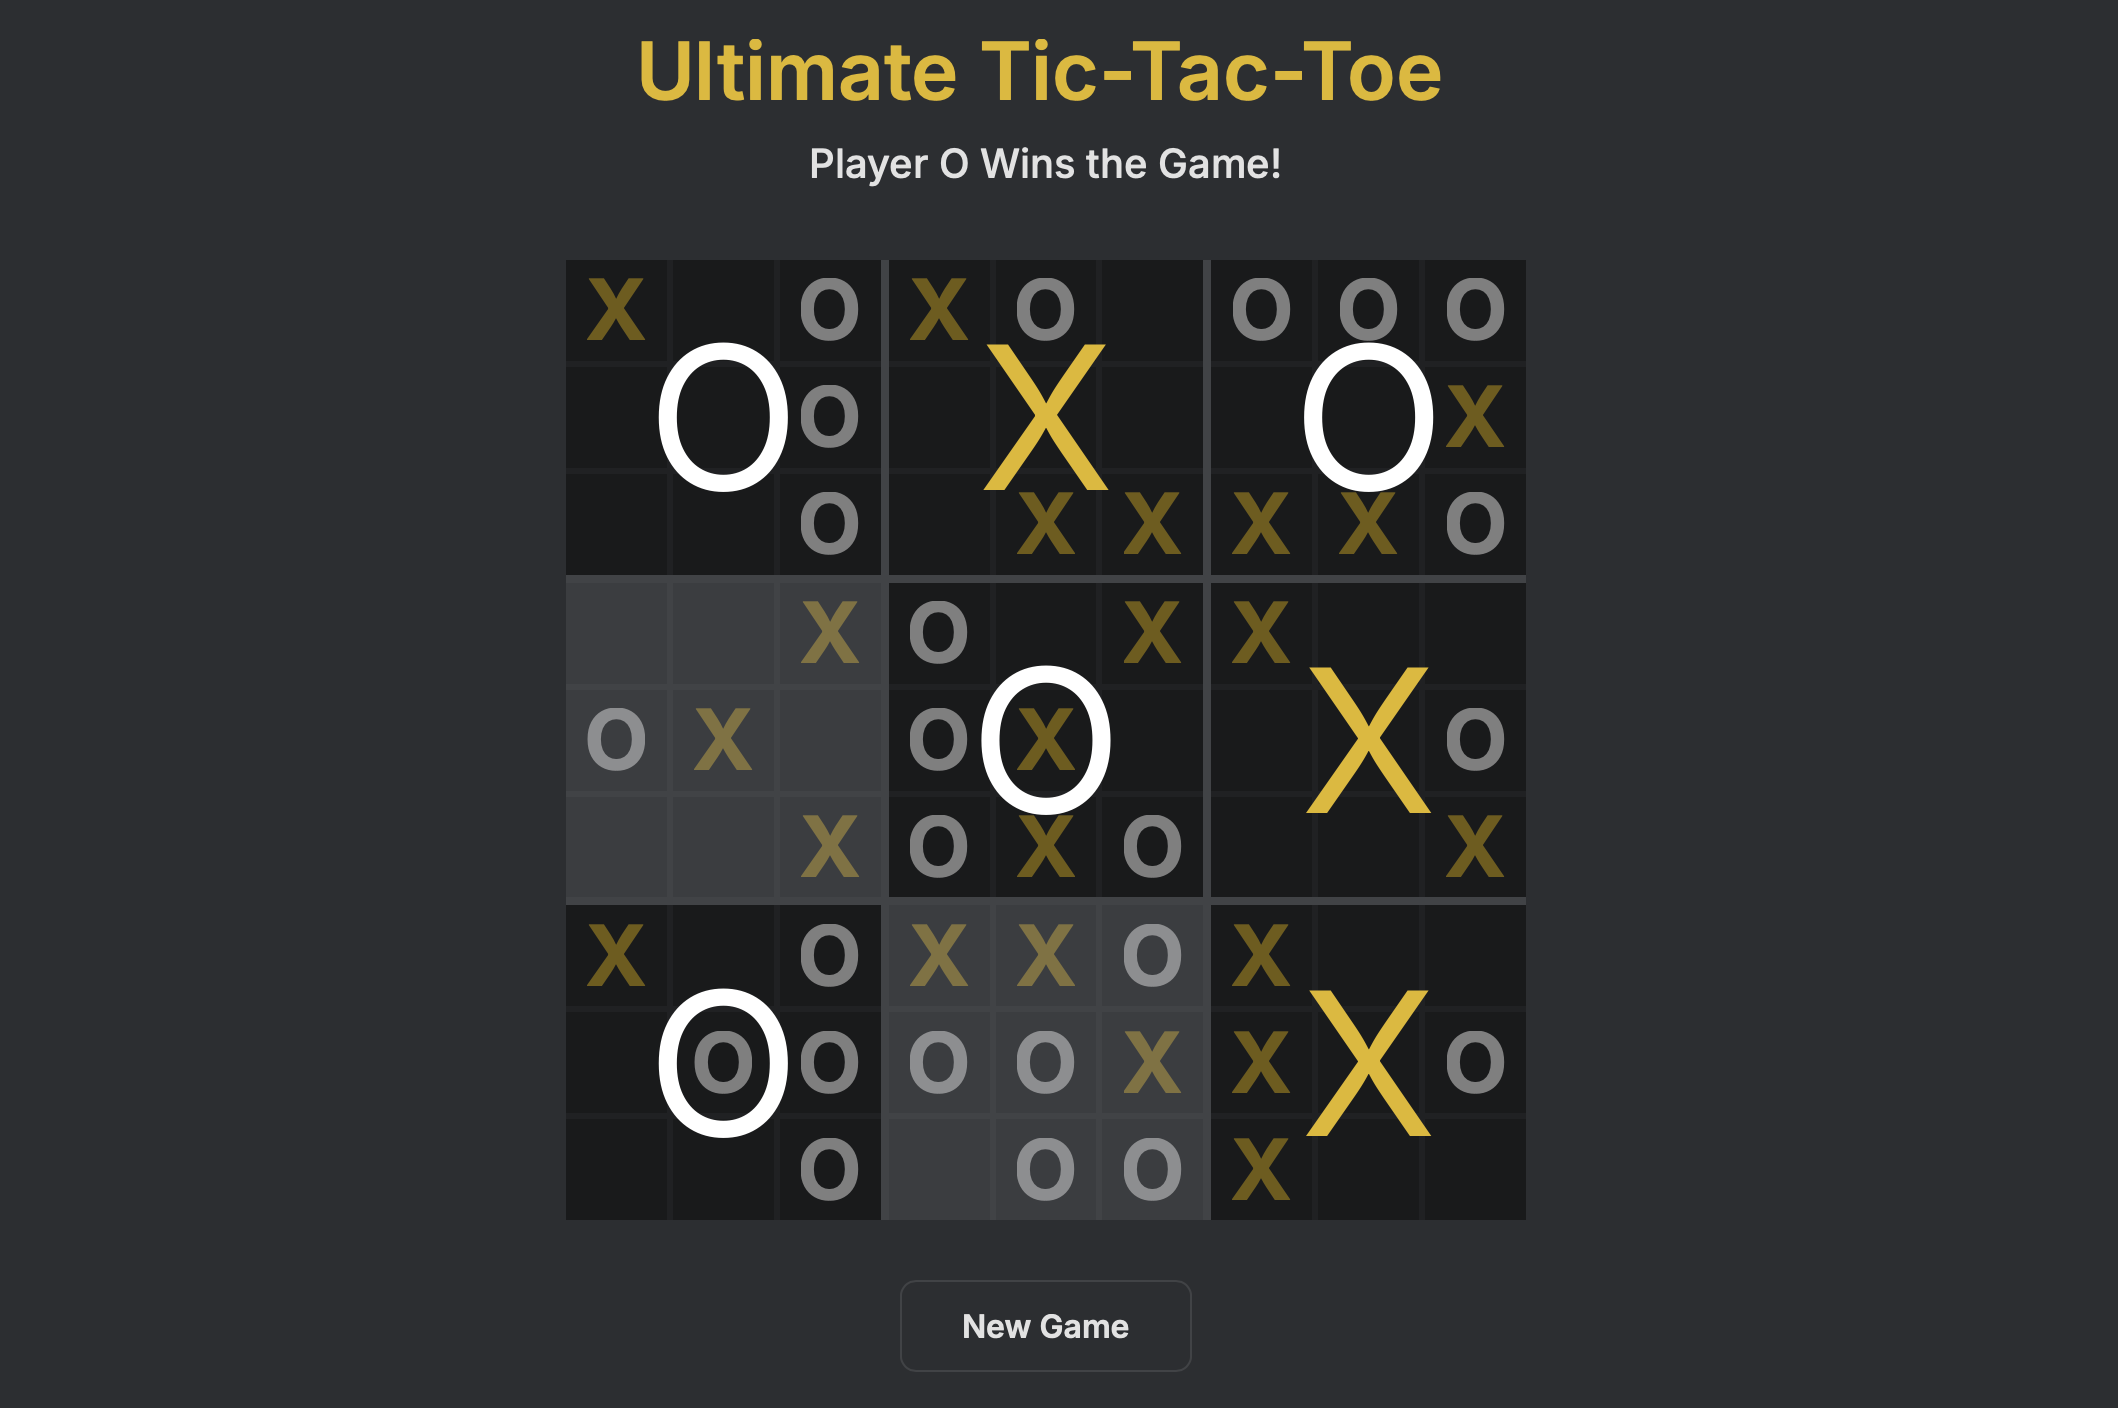 Ultimate Tic-Tac-Toe
Player O Wins the Game!
X O X O O O O
O X
O X X X X O
O X O
X O X X
O X O X O
X O X O X
X O X X O X
O O O O X X O
O O O X
O X
New Game